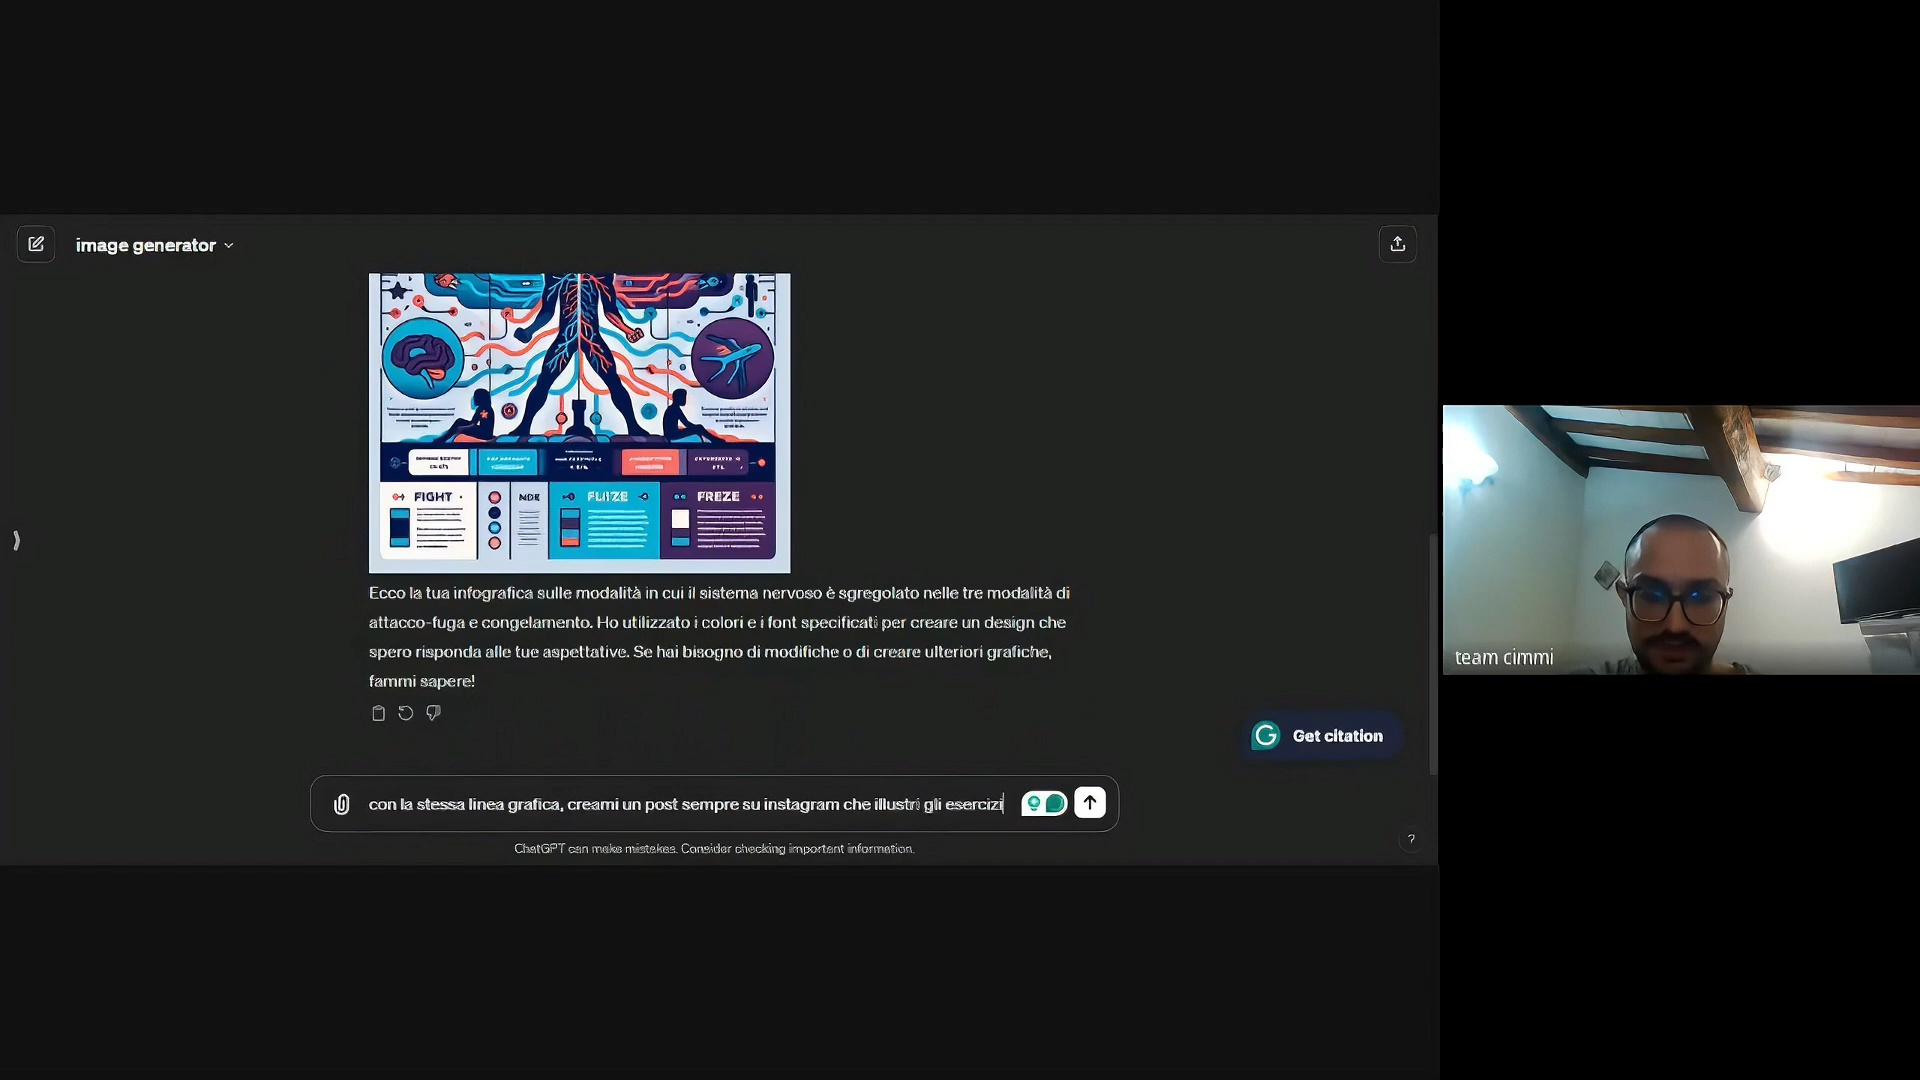 image generator
FIGHT
NDE
FLITZE
FREZE
Ecco la tua infografica sulle modalità in cui il sistema nervoso è sgregolato nelle tre modalità di
attacco-fuga e congelamento. Ho utilizzato i colori e i font specificati per creare un design che
spero risponda alle tue aspettative. Se hai bisogno di modifiche o di creare ulteriori grafiche,
fammi sapere!
Get citation
con la stessa linea grafica, creami un post sempre su instagram che illustri gli esercizi
ChatGPT can make mistakes. Consider checking important information.
?
team cimmi